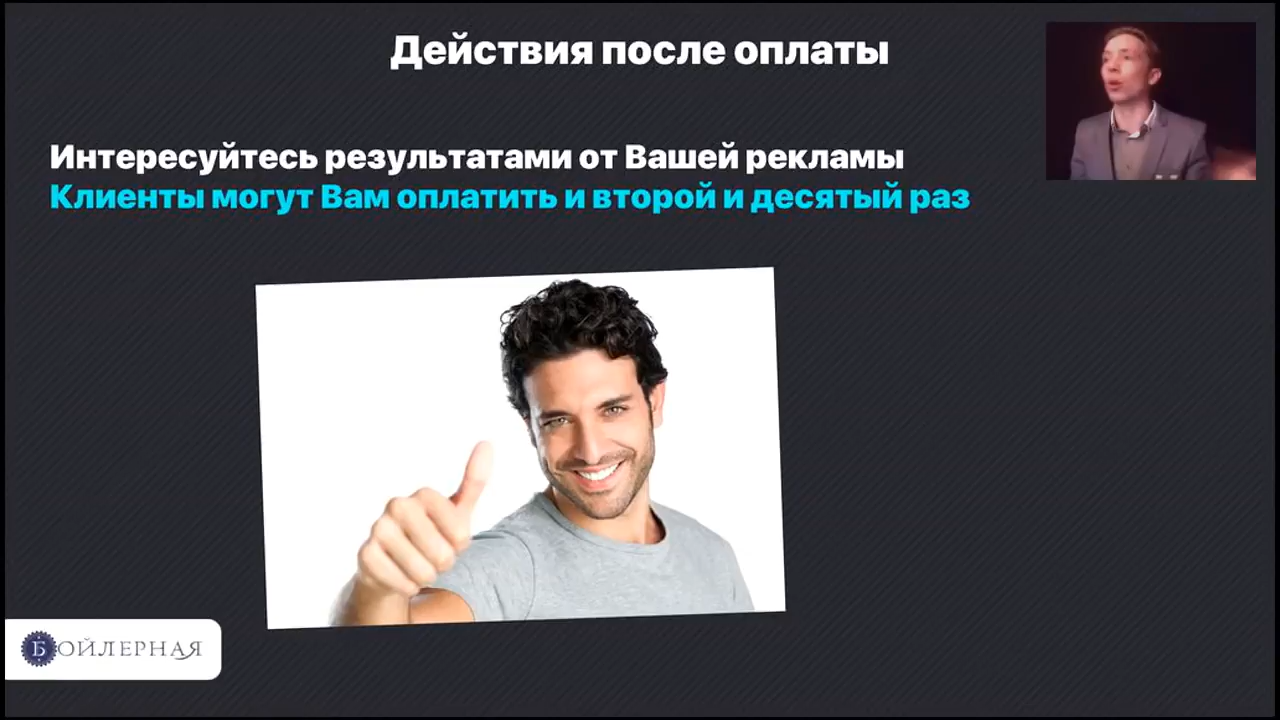 Действия после оплаты
Интересуйтесь результатами от Вашей рекламы
Клиенты могут Вам оплатить и второй и десятый раз
БОЙЛЕРНАЯ